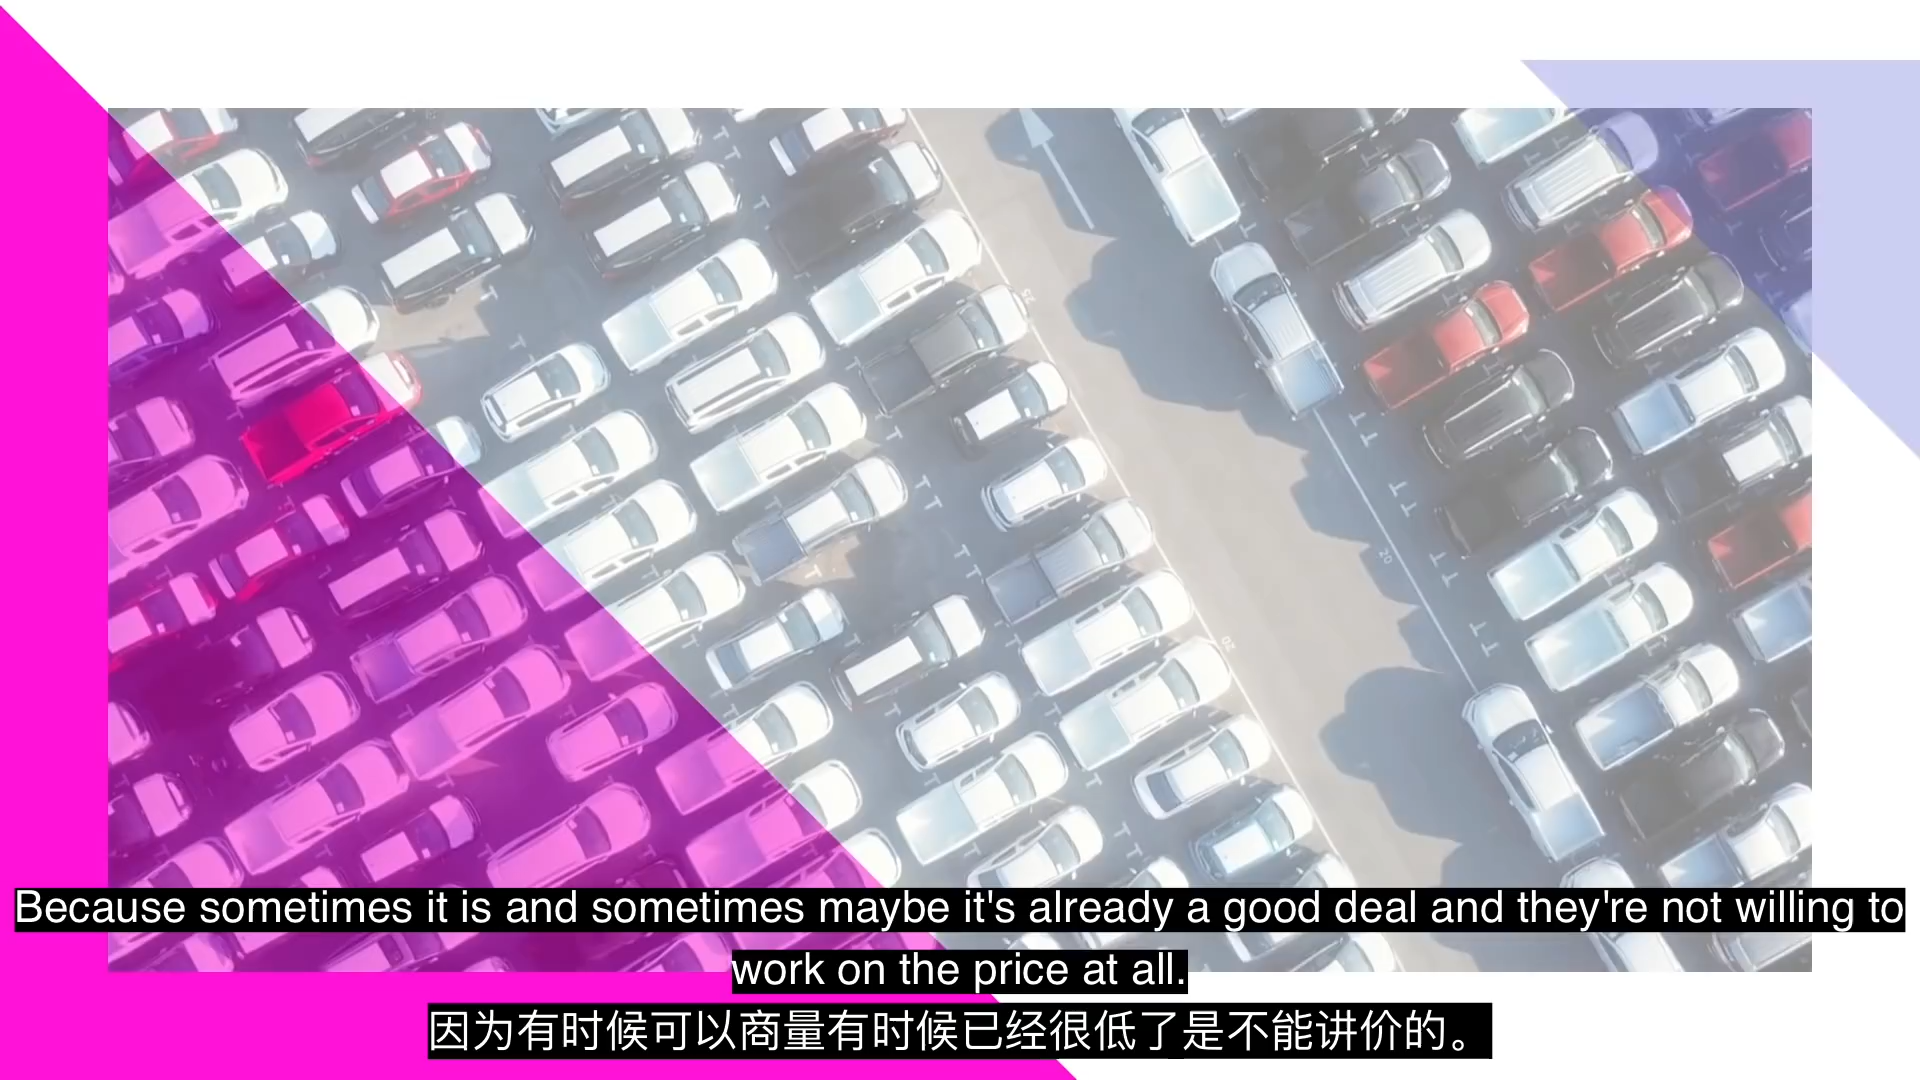 Because sometimes it is and sometimes maybe it's already a good deal and they're not willing to
work on the price at all.
因为有时候可以商量有时候已经很低了是不能讲价的。